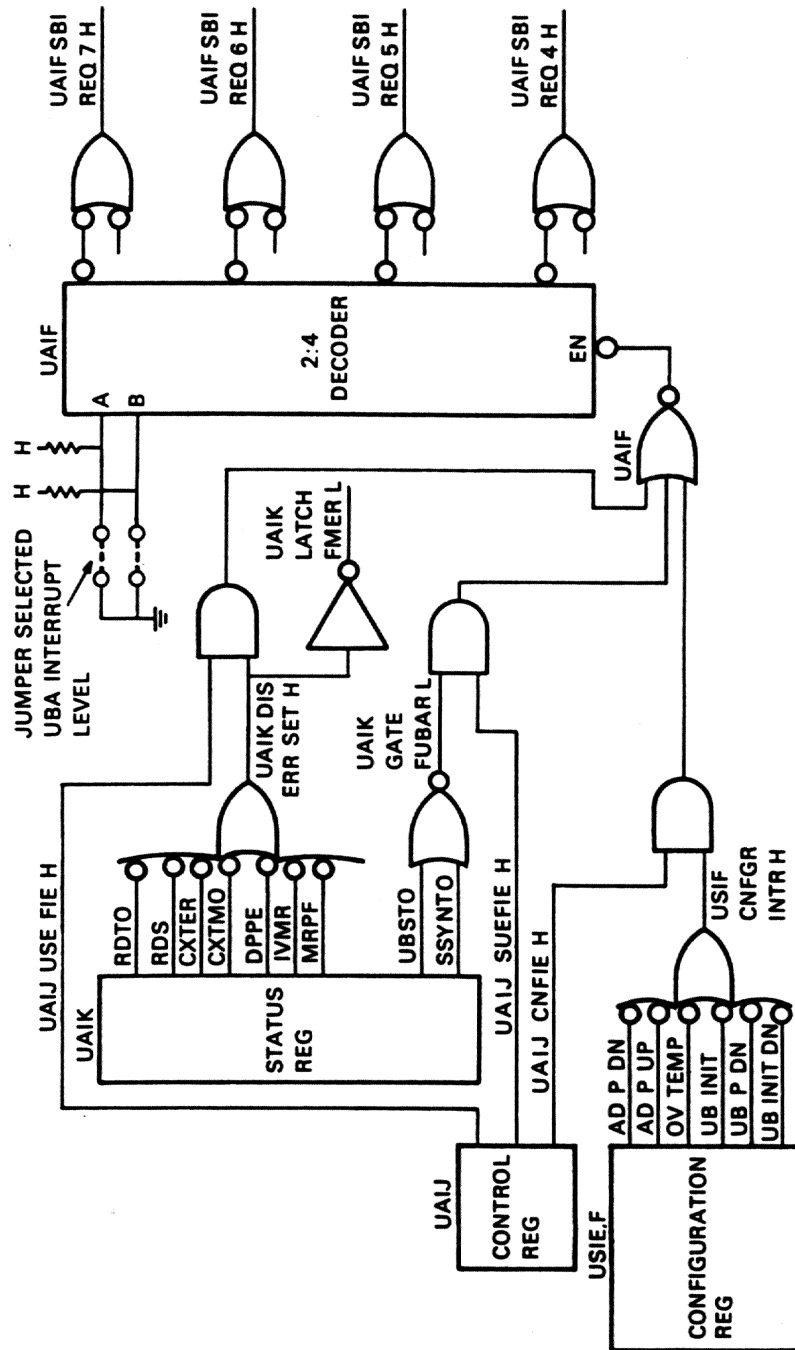 JUMPER SELECTED
UBA INTERRUPT
LEVEL
H
H
UAIF
A
B
2:4
DECODER
EN
UAIF SBI
REQ 7 H
UAIF SBI
REQ 6 H
UAIF SBI
REQ 5 H
UAIF SBI
REQ 4 H
UAIJ USE FIE H
UAIK
STATUS
REG
RDTO
RDS
CXTER
CXTMO
DPPE
IVMR
MRPF
UBSTO
SSYNTO
UAIK DIS
ERR SET H
UAIK
LATCH
FMER L
UAIK
GATE
FUBAR L
UAIF
UAIJ
CONTROL
REG
UAIJ SUEFIE H
UAIJ CNFIE H
USIE,F
CONFIGURATION
REG
AD P DN
AD P UP
OV TEMP
UB INIT
UB P DN
UB INIT DN
USIF
CNFGR
INTR H